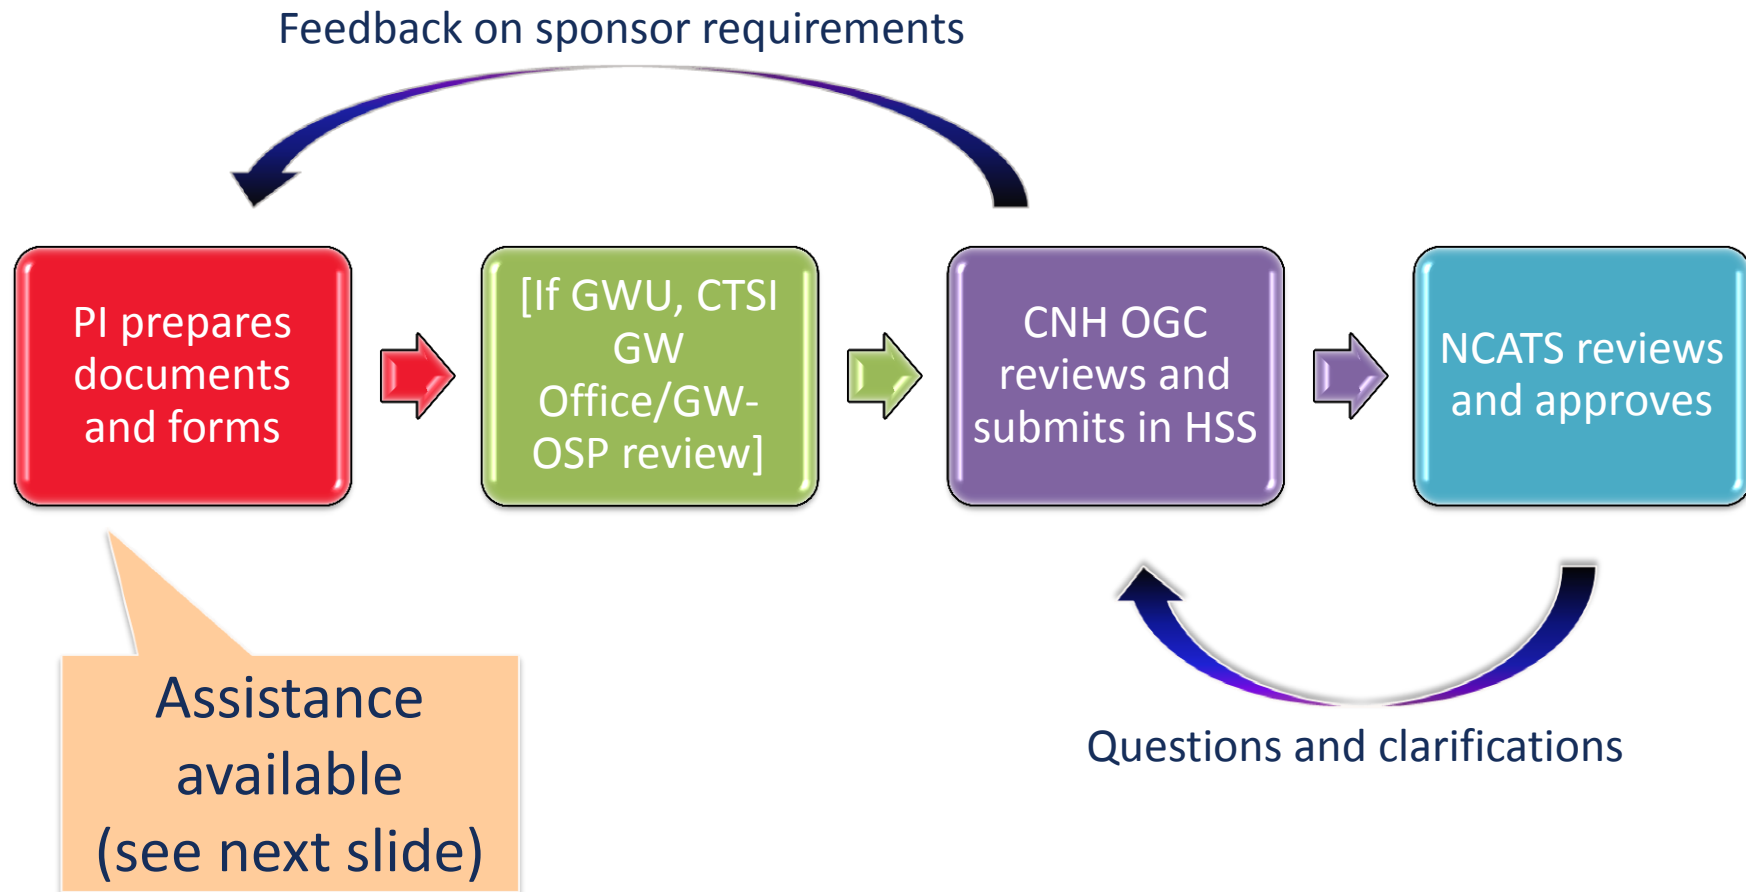 Feedback on sponsor requirements
PI prepares
documents
and forms
[If GWU, CTSI
GW
Office/GW-
OSP review]
CNH OGC
reviews and
submits in HSS
NCATS reviews
and approves
Assistance
available
(see next slide)
Questions and clarifications